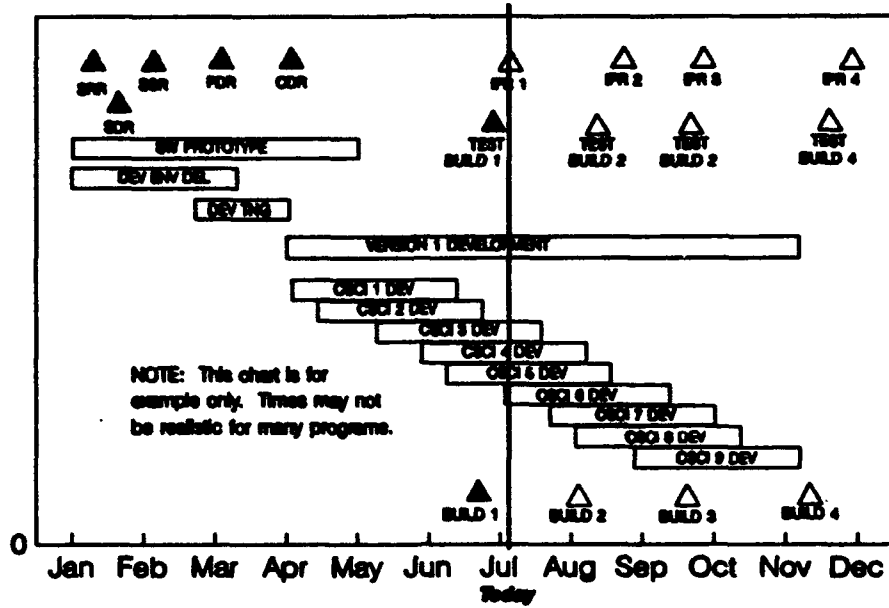 SRR SSR PDR CDR IPR 1 IPR 2 IPR 3 IPR 4
SDR
TEST TEST TEST TEST
BUILD 1 BUILD 2 BUILD 2 BUILD 4
SW PROTOTYPE
DEV ENV DEL
DEV TNG
VERSION 1 DEVELOPMENT
CSCI 1 DEV
CSCI 2 DEV
CSCI 3 DEV
CSCI 4 DEV
CSCI 5 DEV
CSCI 6 DEV
CSCI 7 DEV
CSCI 8 DEV
CSCI 9 DEV
NOTE: This chart is for
example only. Times may not
be realistic for many programs.
BUILD 1 BUILD 2 BUILD 3 BUILD 4
0
Jan Feb Mar Apr May Jun Jul Aug Sep Oct Nov Dec
Today